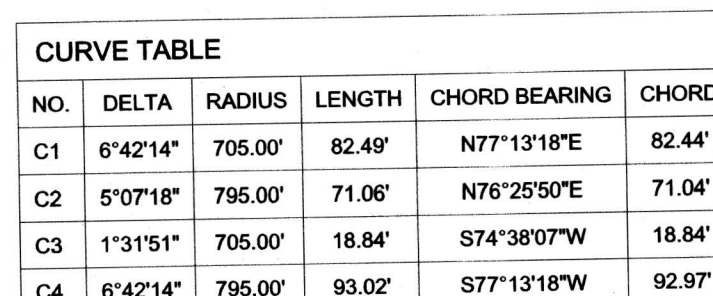 CURVE TABLE
NO. DELTA RADIUS LENGTH CHORD BEARING CHORD
C1 6°42'14" 705.00' 82.49' N77°13'18"E 82.44'
C2 5°07'18" 795.00' 71.06' N76°25'50"E 71.04'
C3 1°31'51" 705.00' 18.84' S74°38'07"W 18.84'
C4 6°42'14" 795.00' 93.02' S77°13'18"W 92.97'